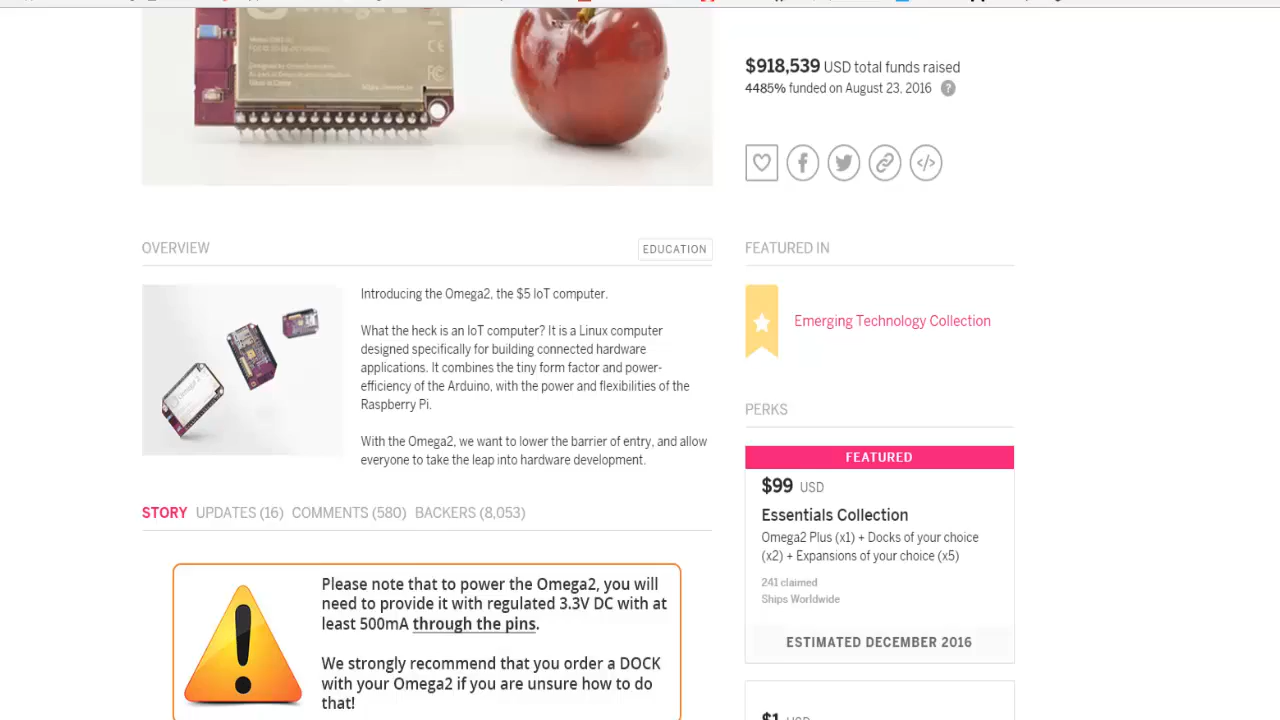 $918,539 USD total funds raised
4485% funded on August 23, 2016 ?
OVERVIEW
EDUCATION
Introducing the Omega2, the $5 IoT computer.
What the heck is an IoT computer? It is a Linux computer
designed specifically for building connected hardware
applications. It combines the tiny form factor and power-
efficiency of the Arduino, with the power and flexibilities of the
Raspberry Pi.
With the Omega2, we want to lower the barrier of entry, and allow
everyone to take the leap into hardware development.
STORY UPDATES (16) COMMENTS (580) BACKERS (8,053)
Please note that to power the Omega2, you will
need to provide it with regulated 3.3V DC with at
least 500mA through the pins.
We strongly recommend that you order a DOCK
with your Omega2 if you are unsure how to do
that!
FEATURED IN
Emerging Technology Collection
PERKS
FEATURED
$99 USD
Essentials Collection
Omega2 Plus (x1) + Docks of your choice
(x2) + Expansions of your choice (x5)
241 claimed
Ships Worldwide
ESTIMATED DECEMBER 2016
$1 USD